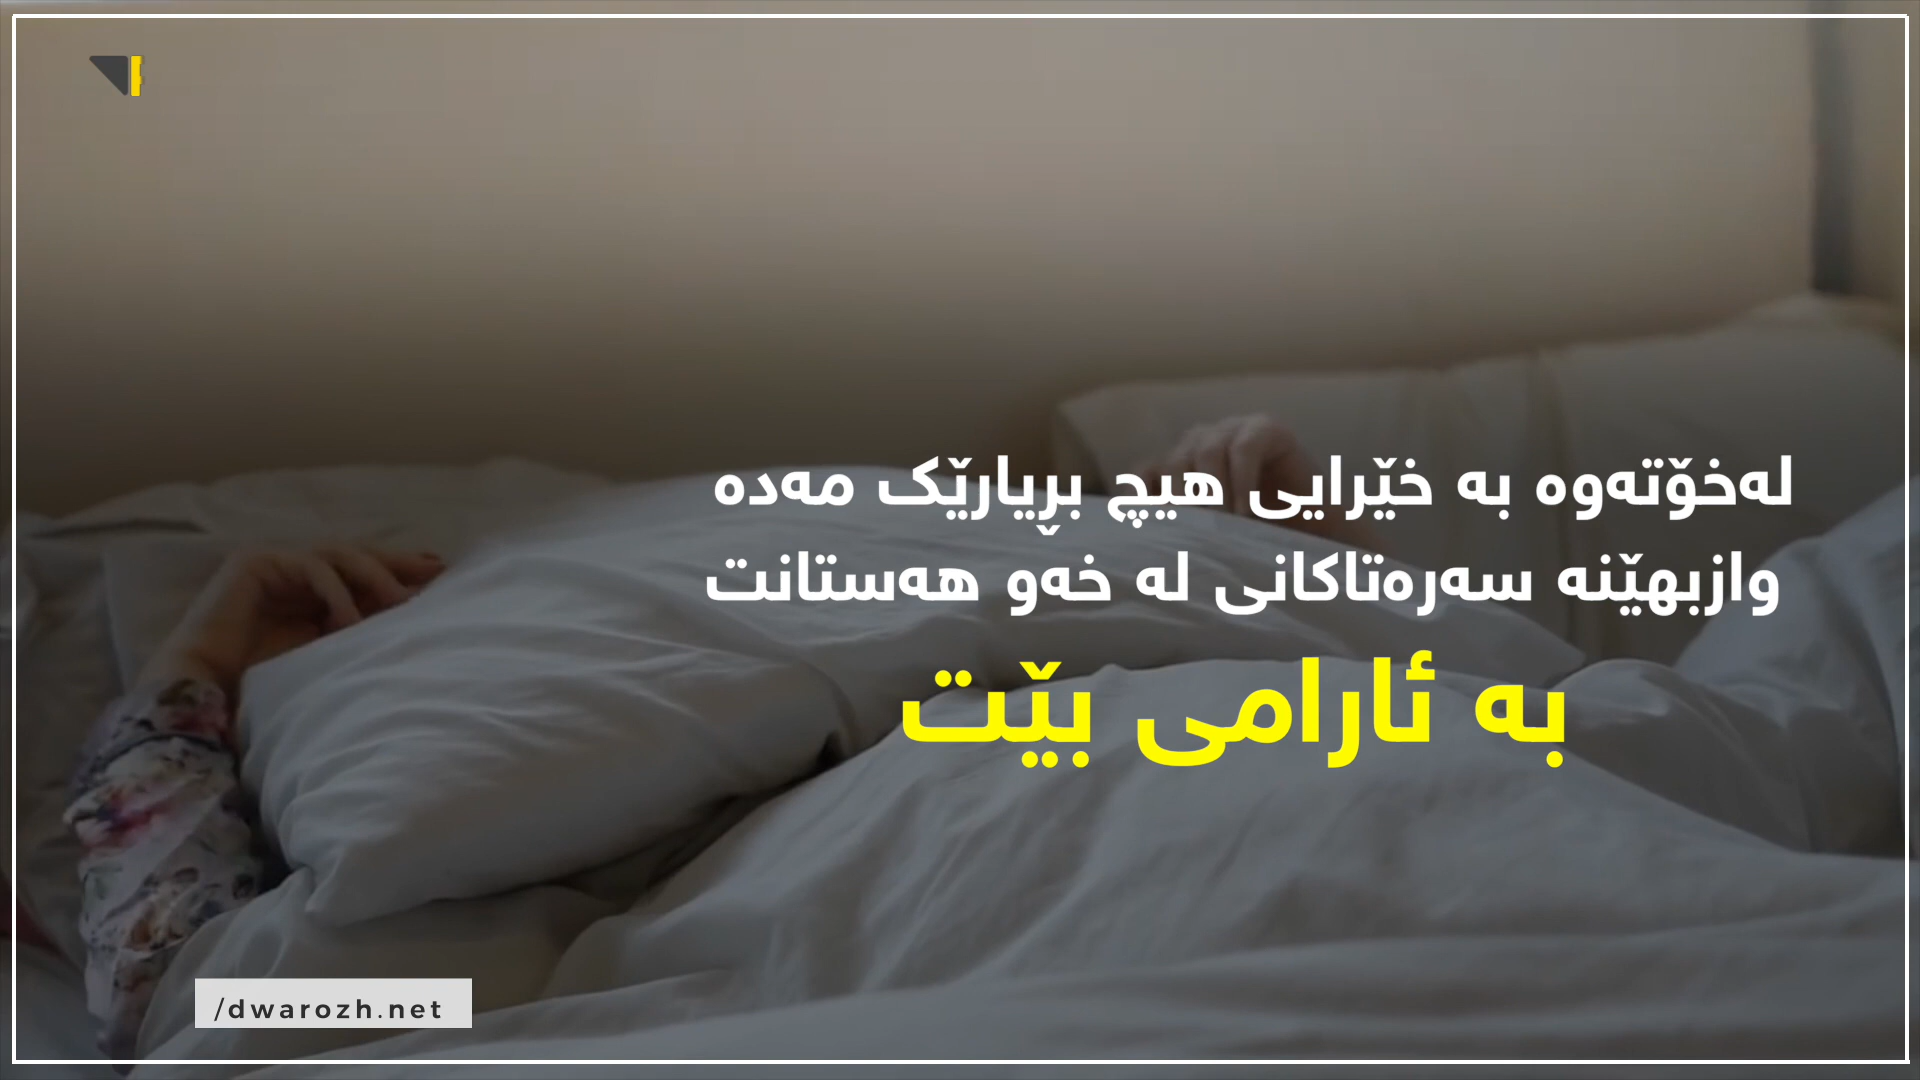 لەخۆتەوە بە خێرایی هیچ بڕیارێک مەدە
وازبهێنە سەرەتاکانی لە خەو هەستانت
بە ئارامی بێت
/dwarozh.net